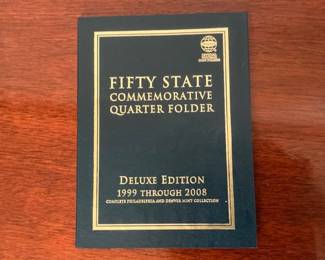 FIFTY STATE
COMMEMORATIVE
QUARTER FOLDER
DELUXE EDITION
1999 THROUGH 2008
COMPLETE PHILADELPHIA AND DENVER MINT COLLECTION